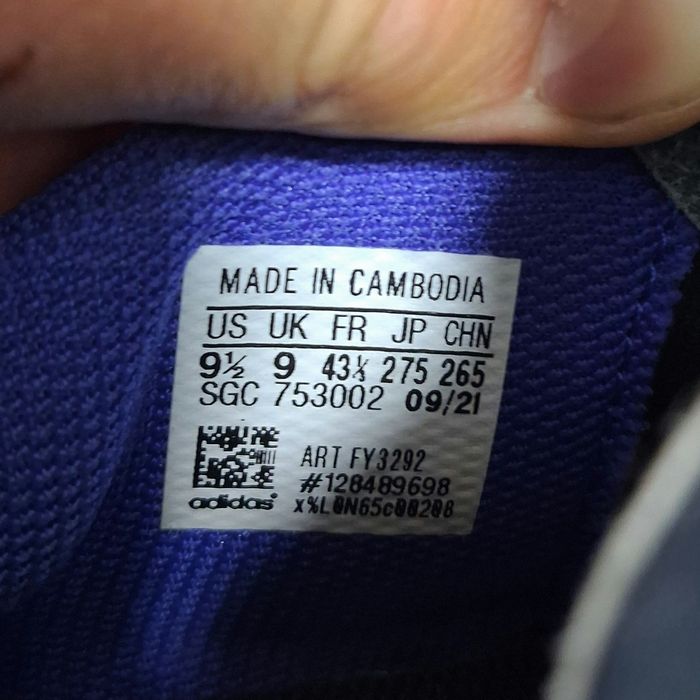 MADE IN CAMBODIA
US UK FR JP CHN
9½ 9 43⅓ 275 265
SGC 753002 09/21
ART FY3292
#128489698
adidas x%L0N65c00208